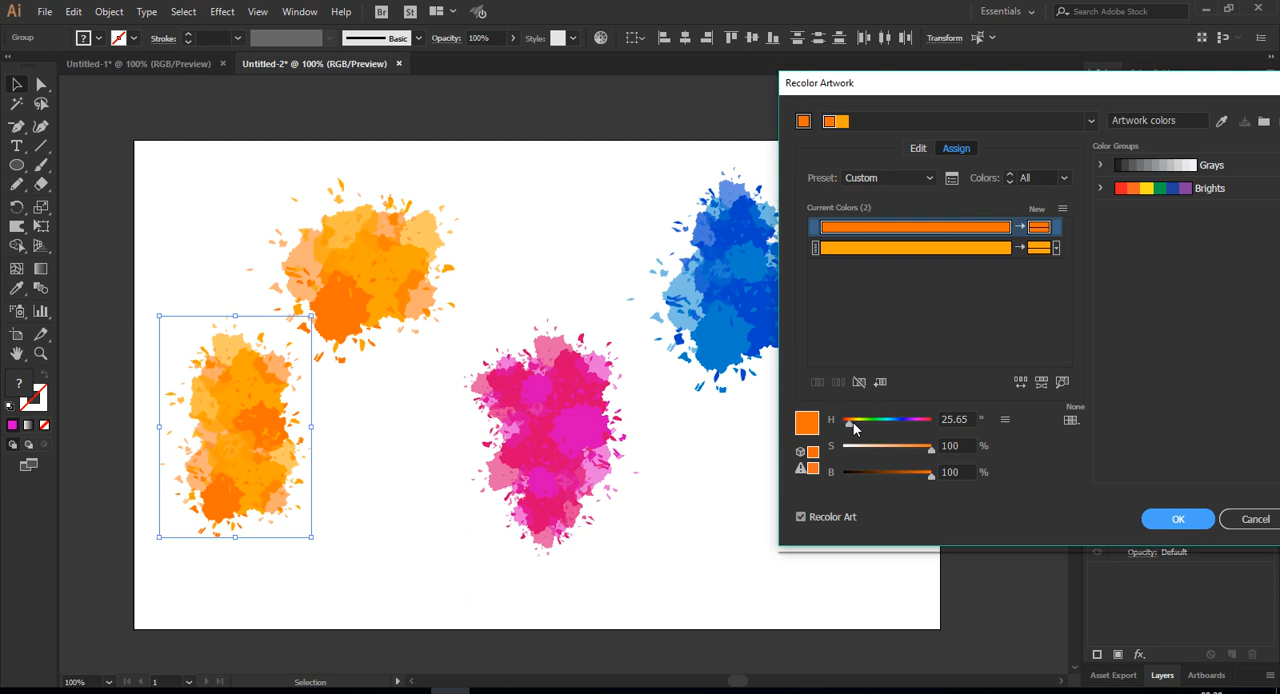 Ai File Edit Object Type Select Effect View Window Help Br St Essentials Search Adobe Stock
Group ? Stroke: Basic Opacity: 100% Style: Transform
Untitled-1* @ 100% (RGB/Preview) × Untitled-2* @ 100% (RGB/Preview) ×
Recolor Artwork
Artwork colors
Edit Assign
Color Groups
Preset: Custom Colors: All
Grays
Brights
Current Colors (2) New
?
H 25.65 °
None
S 100 %
B 100 %
Recolor Art
OK Cancel
Opacity: Default
fx.
100% 1 Selection
Asset Export Layers Artboards